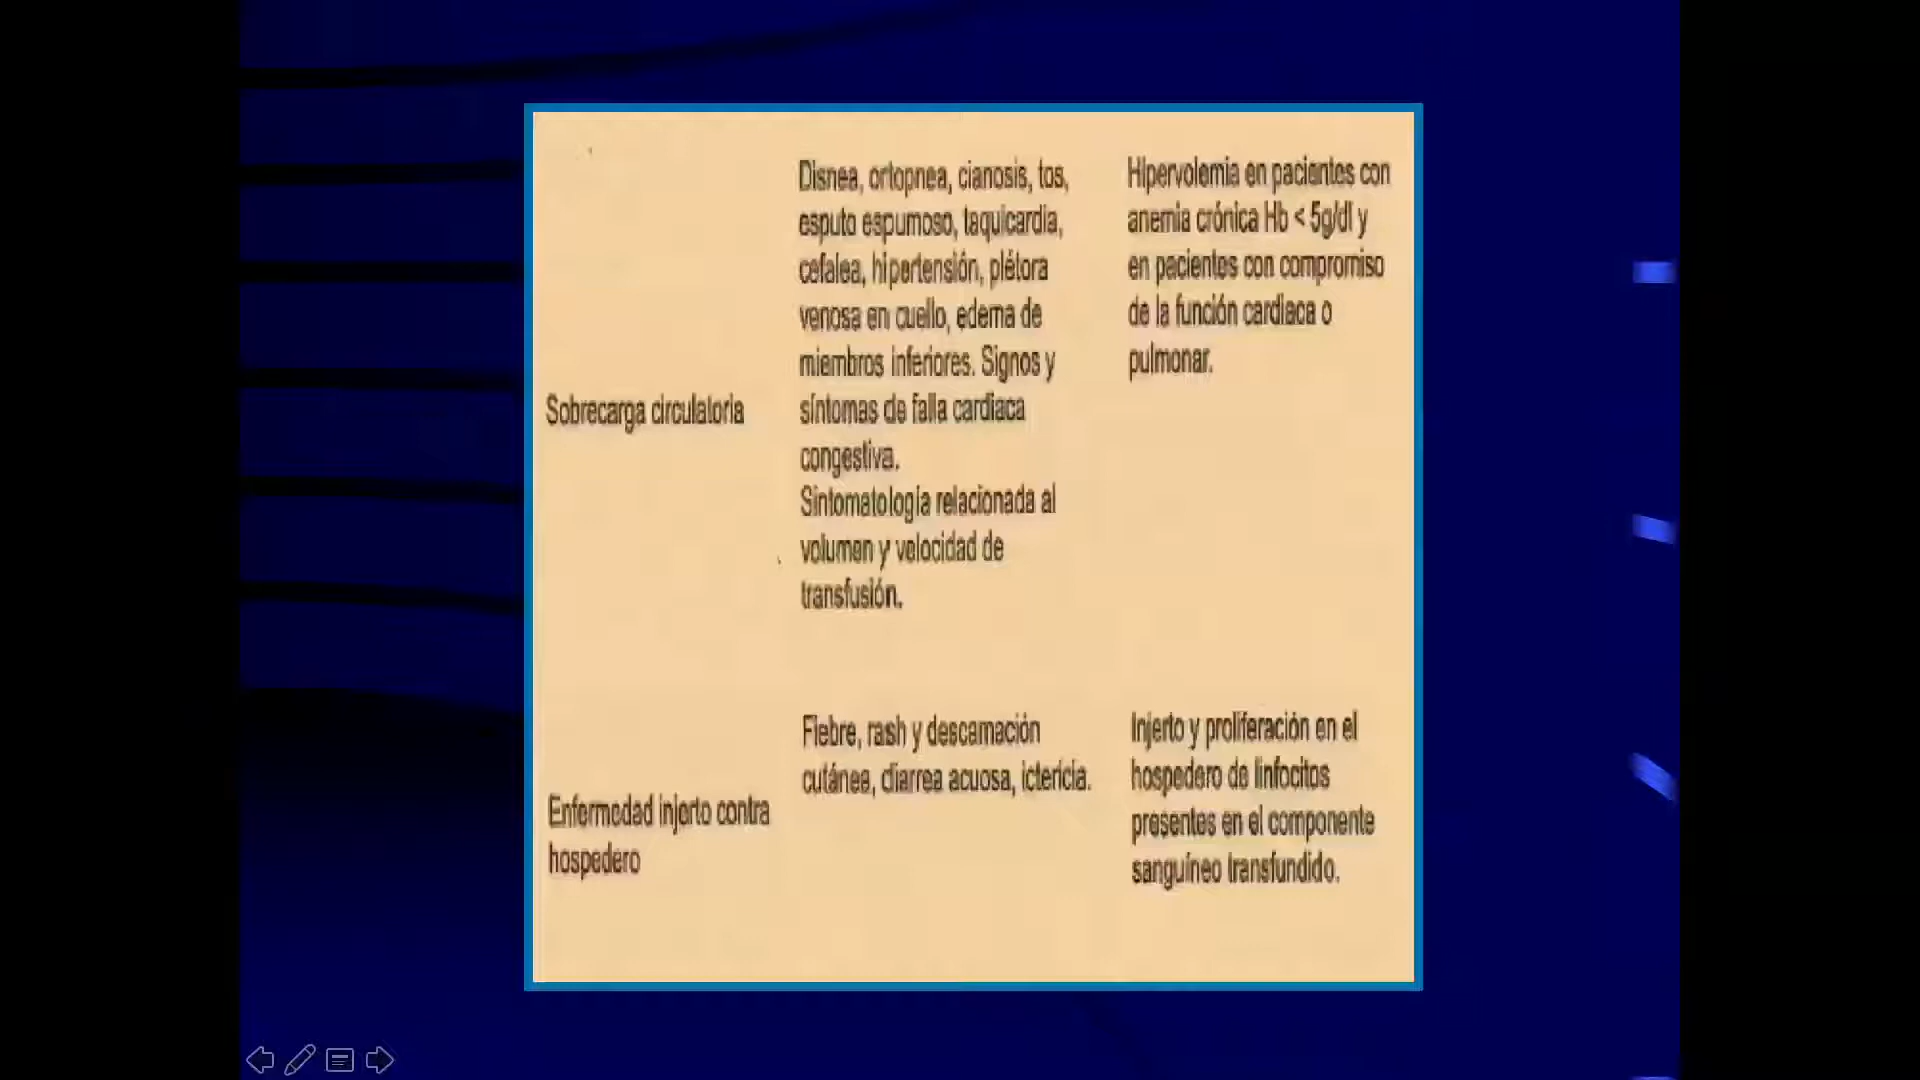 Sobrecarga circulatoria
Disnea, ortopnea, cianosis, tos,
esputo espumoso, taquicardia,
cefalea, hipertensión, plétora
venosa en cuello, edema de
miembros inferiores. Signos y
síntomas de falla cardiaca
congestiva.
Sintomatología relacionada al
volumen y velocidad de
transfusión.
Hipervolemia en pacientes con
anemia crónica Hb < 5g/dl y
en pacientes con compromiso
de la función cardiaca o
pulmonar.
Enfermedad injerto contra
hospedero
Fiebre, rash y descamación
cutánea, diarrea acuosa, ictericia.
Injerto y proliferación en el
hospedero de linfocitos
presentes en el componente
sanguíneo transfundido.